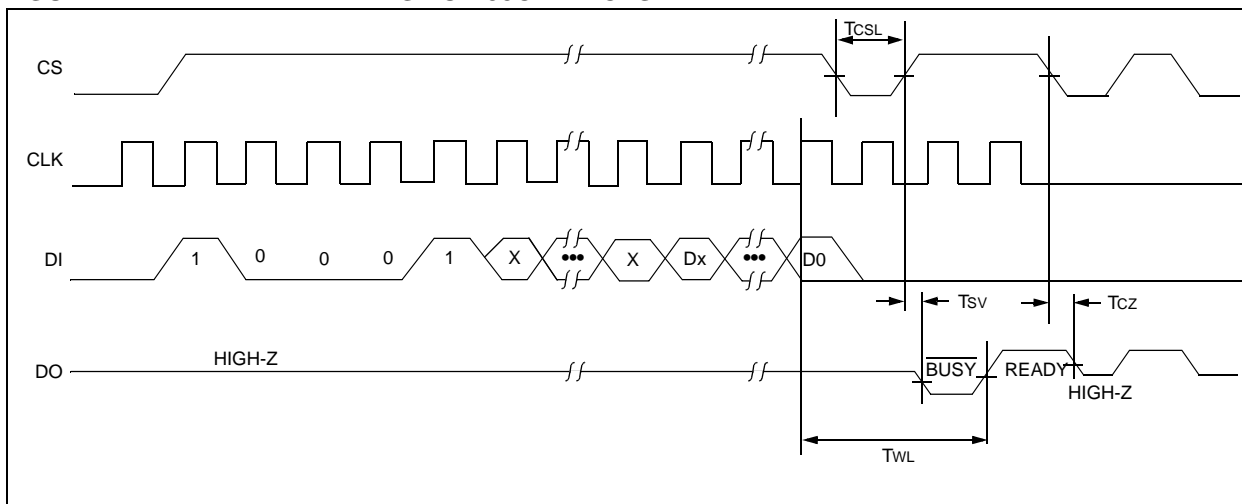 TCSL
CS
CLK
DI
1 0 0 0 1 X ••• X Dx ••• D0
TSV
TCZ
HIGH-Z
DO
BUSY
READY
HIGH-Z
TWL